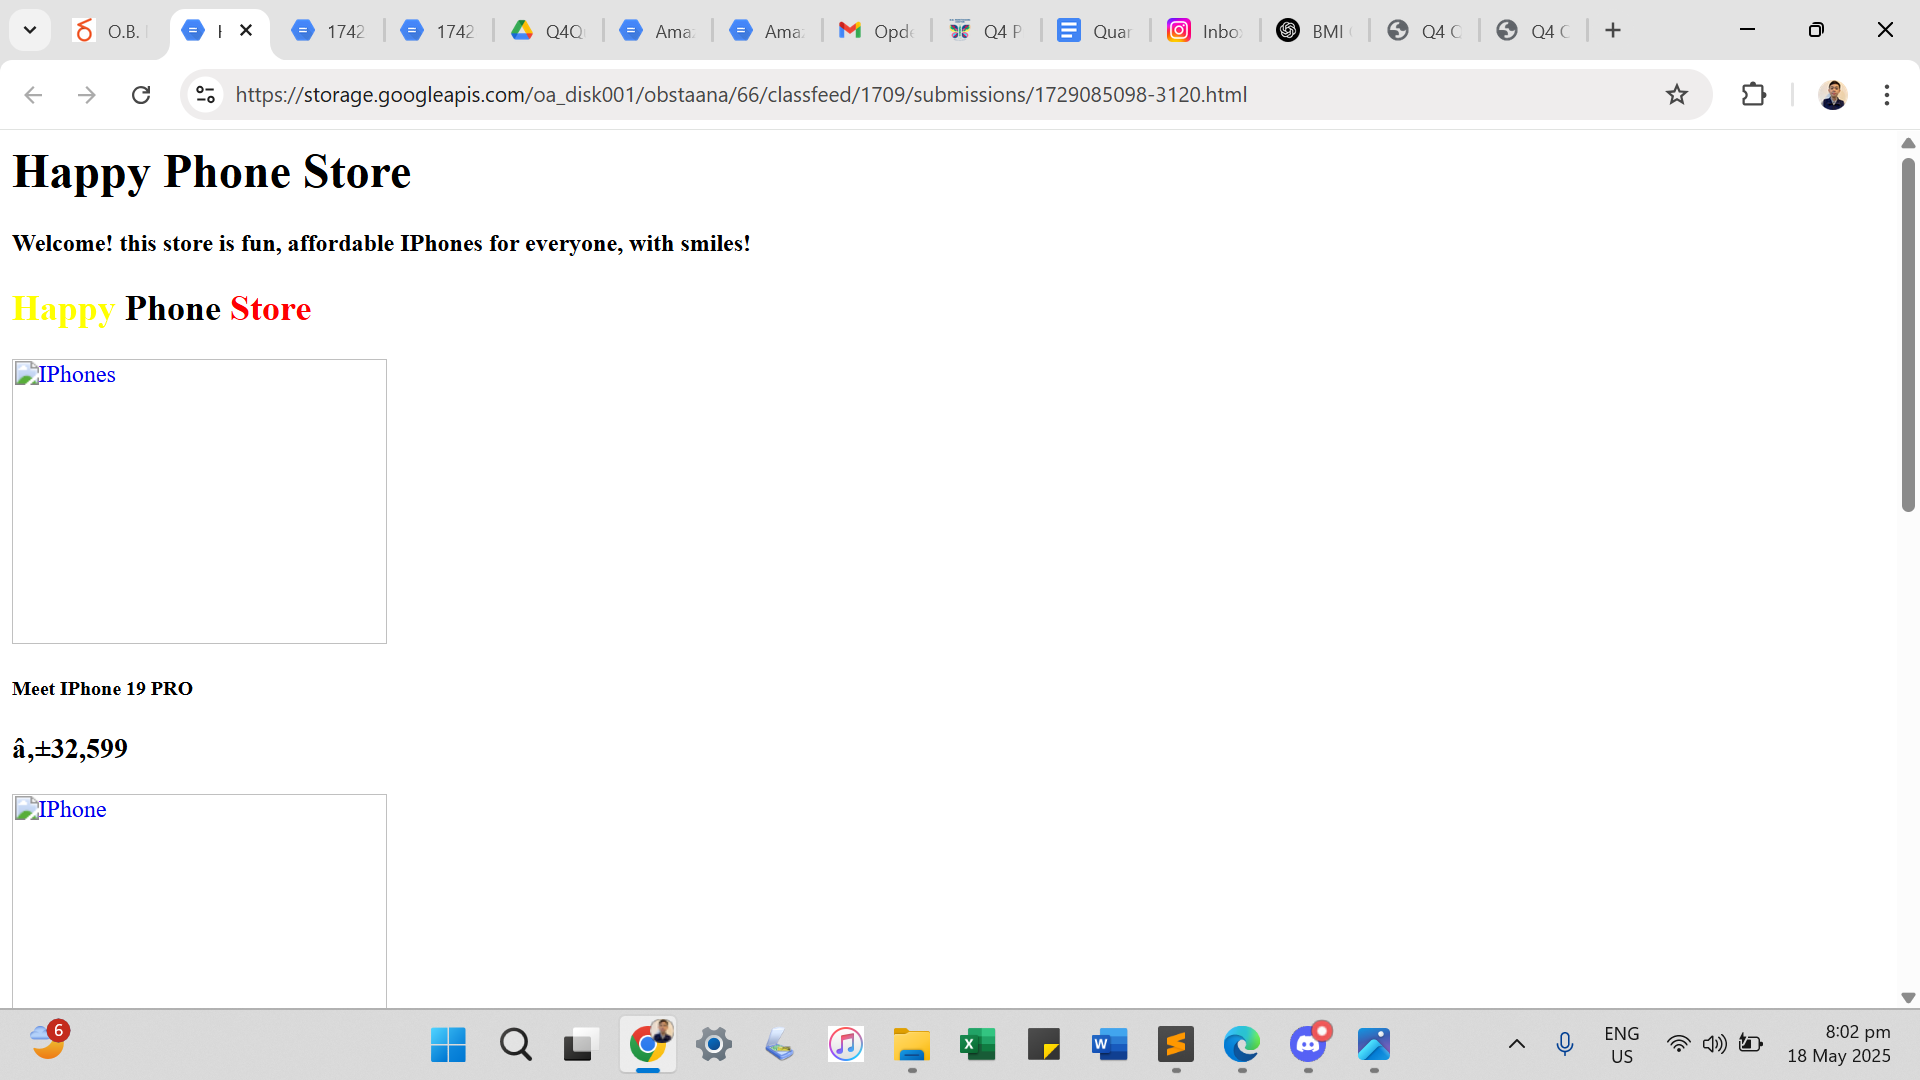 O.B.
1742
1742
Q4Q
Ama
Ama
Opde
Q4 P
Quar
Inbo
BMI
Q4 C
Q4 C
https://storage.googleapis.com/oa_disk001/obstaana/66/classfeed/1709/submissions/1729085098-3120.html
Happy Phone Store
Welcome! this store is fun, affordable IPhones for everyone, with smiles!
Happy Phone Store
IPhones
Meet IPhone 19 PRO
â‚±32,599
IPhone
6
ENG
US
8:02 pm
18 May 2025